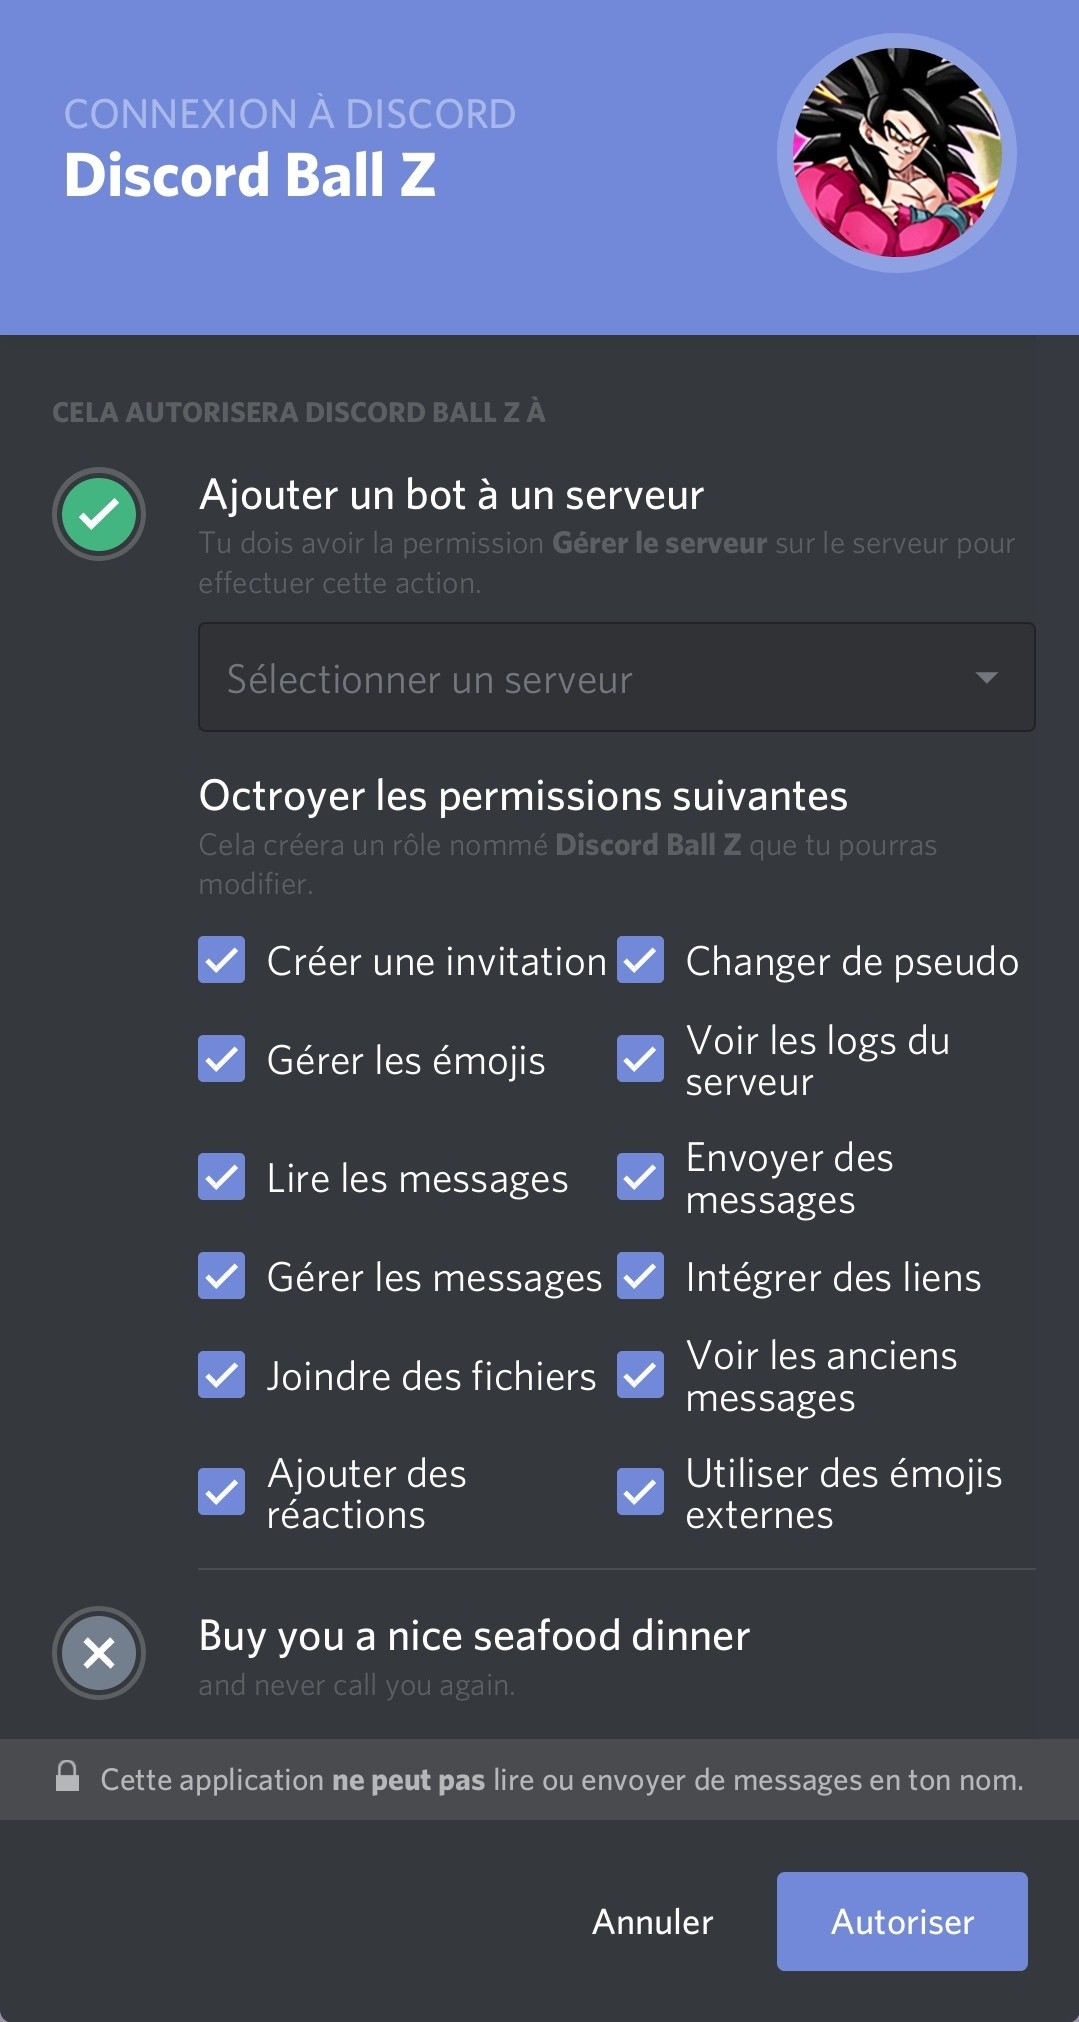 CONNEXION À DISCORD
Discord Ball Z
CELA AUTORISERA DISCORD BALL Z À
Ajouter un bot à un serveur
Tu dois avoir la permission Gérer le serveur sur le serveur pour
effectuer cette action.
Sélectionner un serveur
Octroyer les permissions suivantes
Cela créera un rôle nommé Discord Ball Z que tu pourras
modifier.
Créer une invitation
Changer de pseudo
Gérer les émojis
Voir les logs du
serveur
Lire les messages
Envoyer des
messages
Gérer les messages
Intégrer des liens
Joindre des fichiers
Voir les anciens
messages
Ajouter des
réactions
Utiliser des émojis
externes
Buy you a nice seafood dinner
and never call you again.
Cette application ne peut pas lire ou envoyer de messages en ton nom.
Annuler
Autoriser